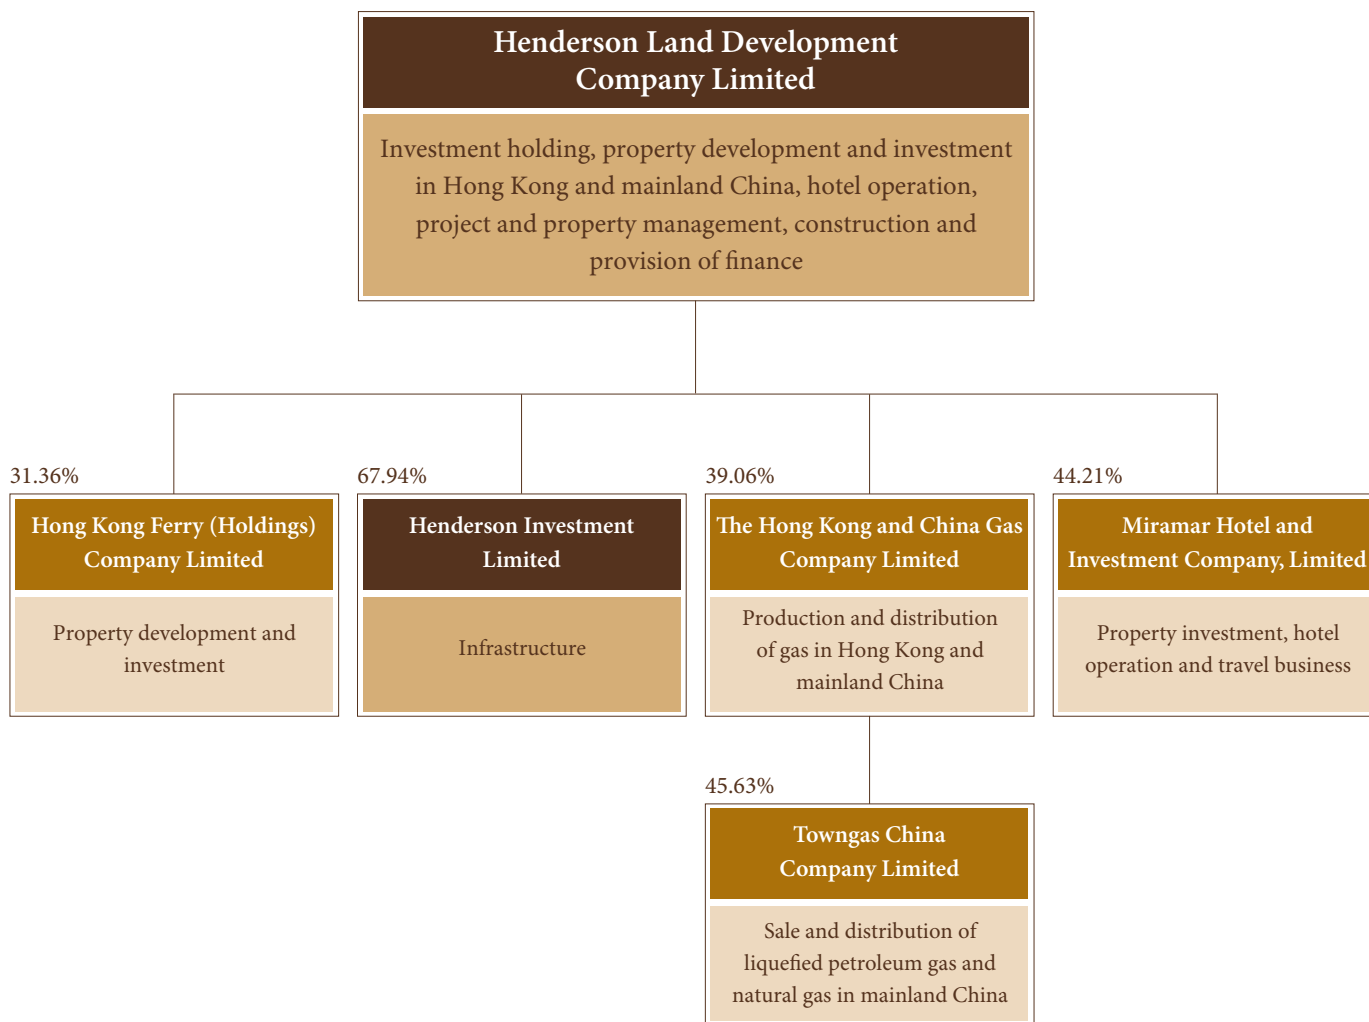 Henderson Land Development
Company Limited
Investment holding, property development and investment
in Hong Kong and mainland China, hotel operation,
project and property management, construction and
provision of finance
31.36%
Hong Kong Ferry (Holdings)
Company Limited
Property development and
investment
67.94%
Henderson Investment
Limited
Infrastructure
39.06%
The Hong Kong and China Gas
Company Limited
Production and distribution
of gas in Hong Kong and
mainland China
44.21%
Miramar Hotel and
Investment Company, Limited
Property investment, hotel
operation and travel business
45.63%
Towngas China
Company Limited
Sale and distribution of
liquefied petroleum gas and
natural gas in mainland China